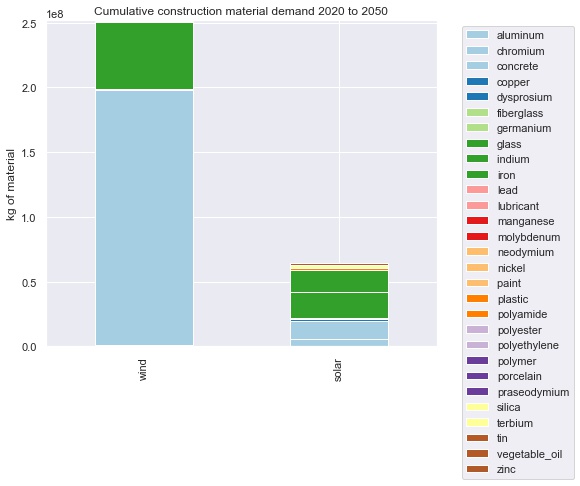 Cumulative construction material demand 2020 to 2050
1e8
2.5
2.0
1.5
1.0
0.5
0.0
kg of material
wind
solar
aluminum
chromium
concrete
copper
dysprosium
fiberglass
germanium
glass
indium
iron
lead
lubricant
manganese
molybdenum
neodymium
nickel
paint
plastic
polyamide
polyester
polyethylene
polymer
porcelain
praseodymium
silica
terbium
tin
vegetable_oil
zinc